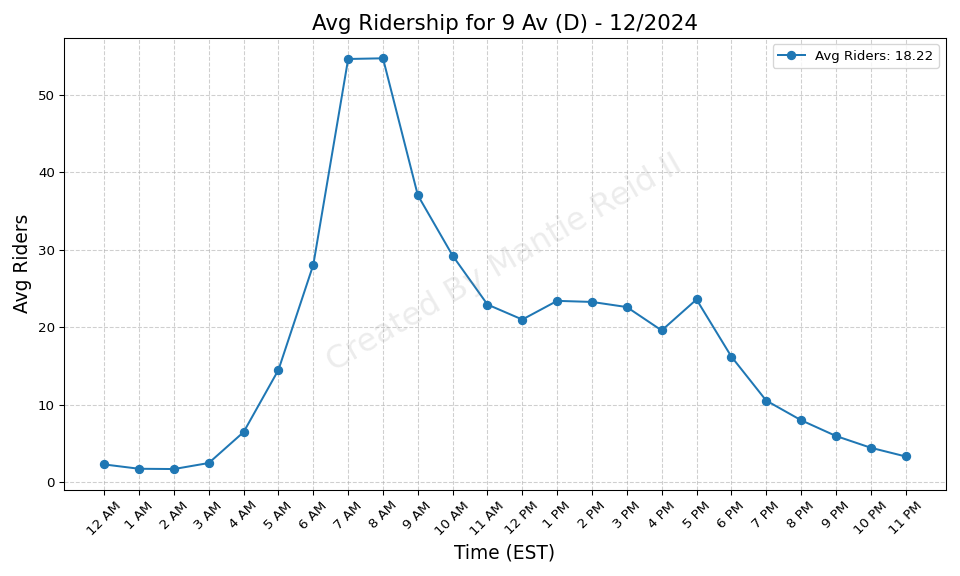 Avg Ridership for 9 Av (D) - 12/2024
Avg Riders: 18.22
Avg Riders
50
40
30
20
10
0
Created By Mantie Reid II
12 AM
1 AM
2 AM
3 AM
4 AM
5 AM
6 AM
7 AM
8 AM
9 AM
10 AM
11 AM
12 PM
1 PM
2 PM
3 PM
4 PM
5 PM
6 PM
7 PM
8 PM
9 PM
10 PM
11 PM
Time (EST)